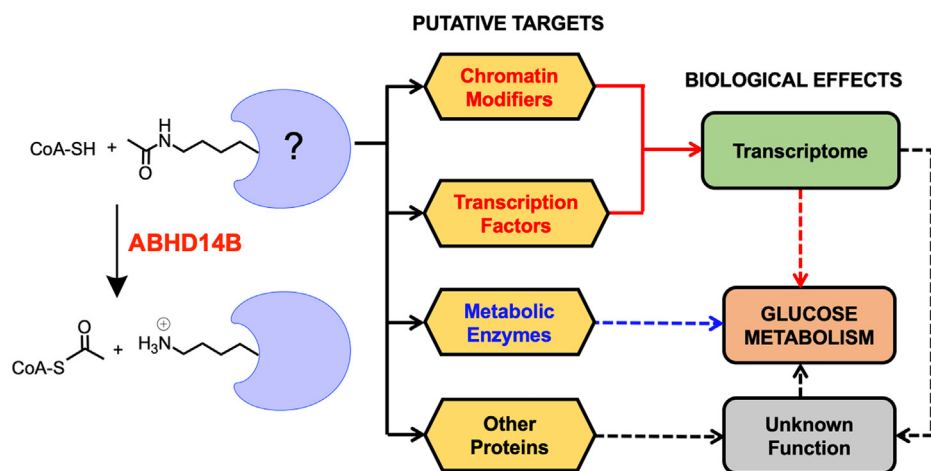 PUTATIVE TARGETS
BIOLOGICAL EFFECTS
Chromatin
Modifiers
Transcription
Factors
Metabolic
Enzymes
Other
Proteins
Transcriptome
GLUCOSE
METABOLISM
Unknown
Function
CoA-SH +
H
N
O
?
ABHD14B
O
CoA-S
+
⊕
H₃N